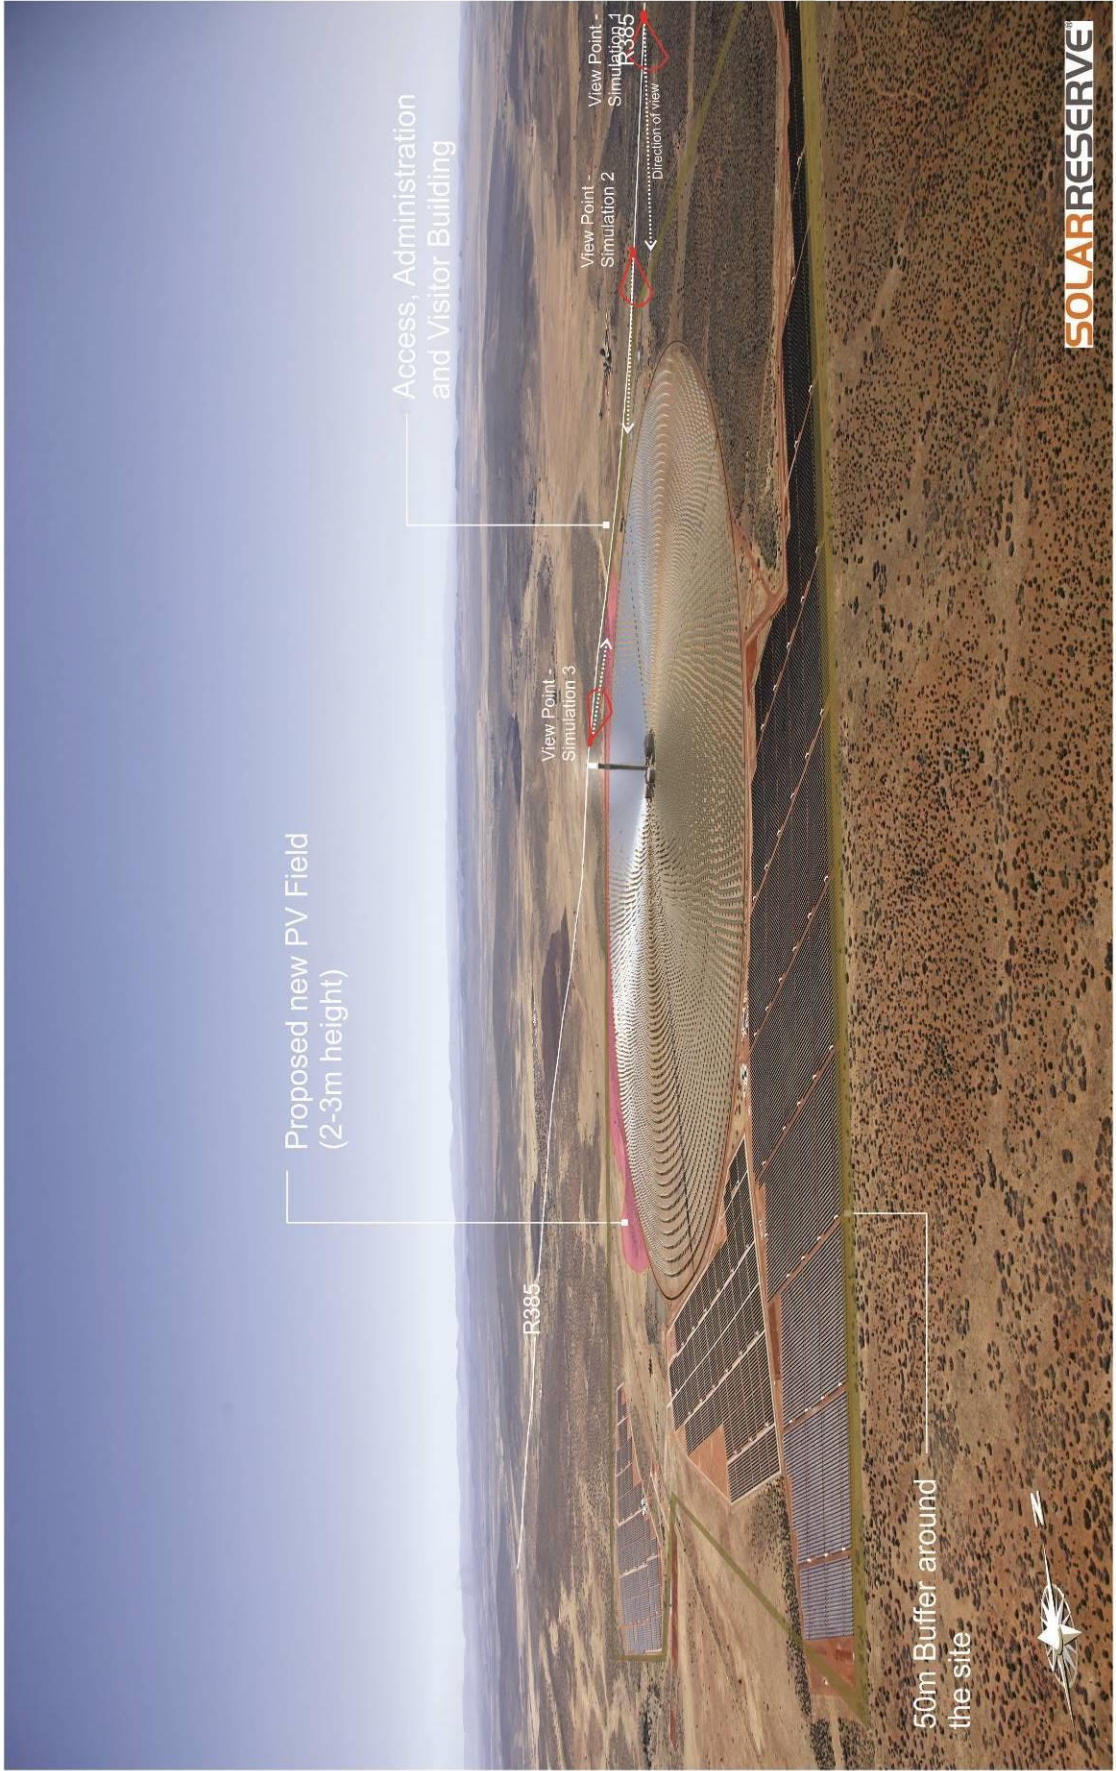 Proposed new PV Field
(2-3m height)
Access, Administration
and Visitor Building
R385
View Point -
Simulation 3
View Point -
Simulation 2
View Point -
Simulation 1
R385
Direction of view
50m Buffer around
the site
N
SOLARRESERVE®